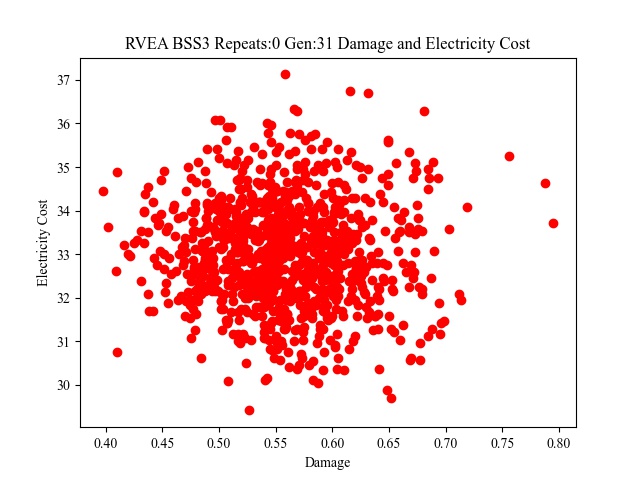 RVEA BSS3 Repeats:0 Gen:31 Damage and Electricity Cost
37
36
35
34
33
32
31
30
Electricity Cost
0.40 0.45 0.50 0.55 0.60 0.65 0.70 0.75 0.80
Damage